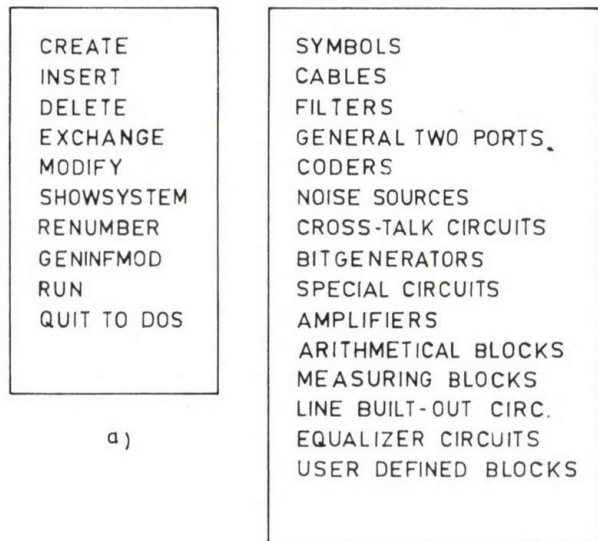 CREATE
INSERT
DELETE
EXCHANGE
MODIFY
SHOWSYSTEM
RENUMBER
GENINFMOD
RUN
QUIT TO DOS
a)
SYMBOLS
CABLES
FILTERS
GENERAL TWO PORTS.
CODERS
NOISE SOURCES
CROSS-TALK CIRCUITS
BITGENERATORS
SPECIAL CIRCUITS
AMPLIFIERS
ARITHMETICAL BLOCKS
MEASURING BLOCKS
LINE BUILT-OUT CIRC.
EQUALIZER CIRCUITS
USER DEFINED BLOCKS